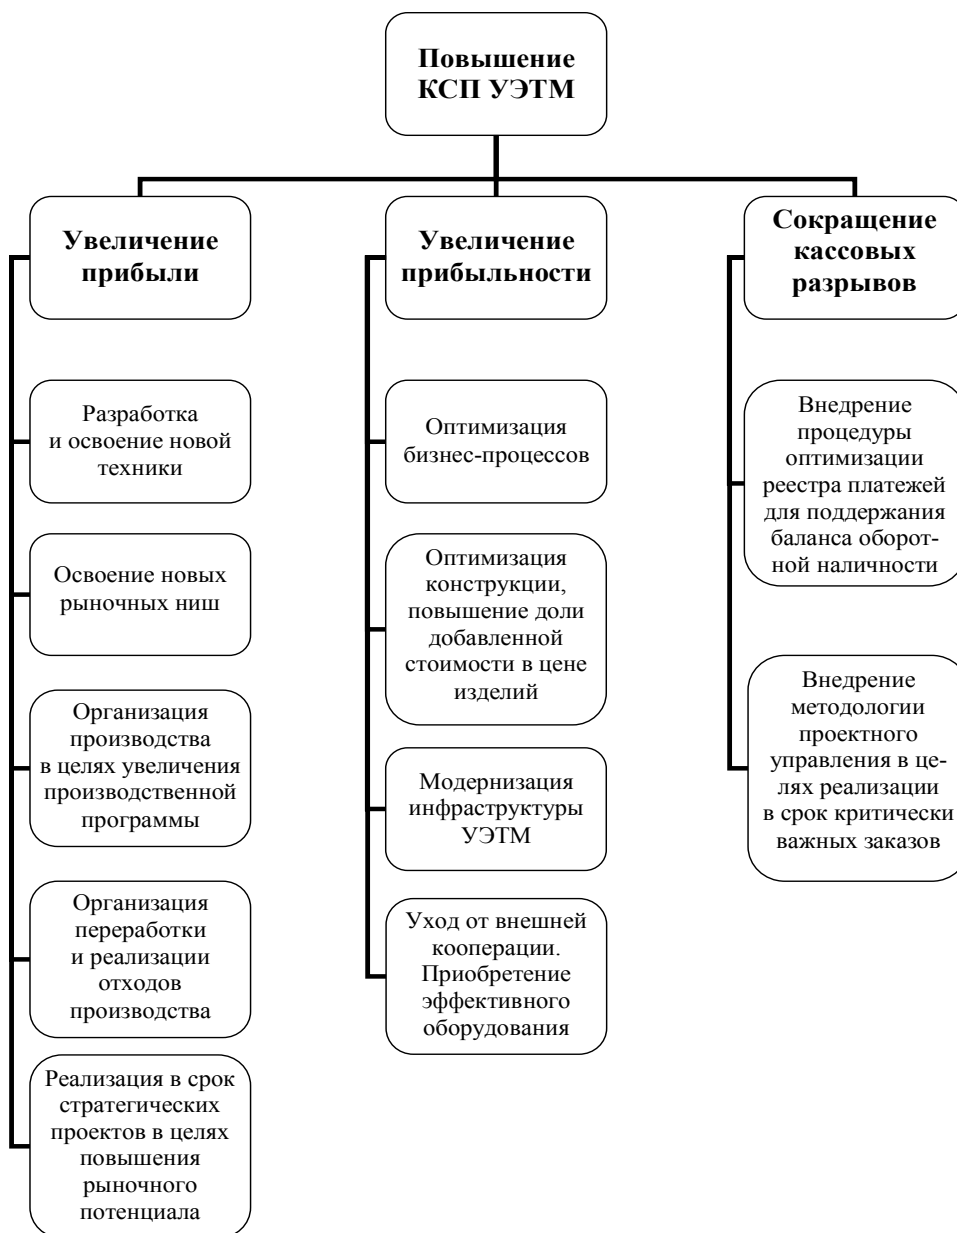 Повышение
КСП УЭТМ
Увеличение
прибыли
Разработка
и освоение новой
техники
Освоение новых
рыночных ниш
Организация
производства
в целях увеличения
производственной
программы
Организация
переработки
и реализации
отходов
производства
Реализация в срок
стратегических
проектов в целях
повышения
рыночного
потенциала
Увеличение
прибыльности
Оптимизация
бизнес-процессов
Оптимизация
конструкции,
повышение доли
добавленной
стоимости в цене
изделий
Модернизация
инфраструктуры
УЭТМ
Уход от внешней
кооперации.
Приобретение
эффективного
оборудования
Сокращение
кассовых
разрывов
Внедрение
процедуры
оптимизации
реестра платежей
для поддержания
баланса оборот-
ной наличности
Внедрение
методологии
проектного
управления в це-
лях реализации
в срок критически
важных заказов